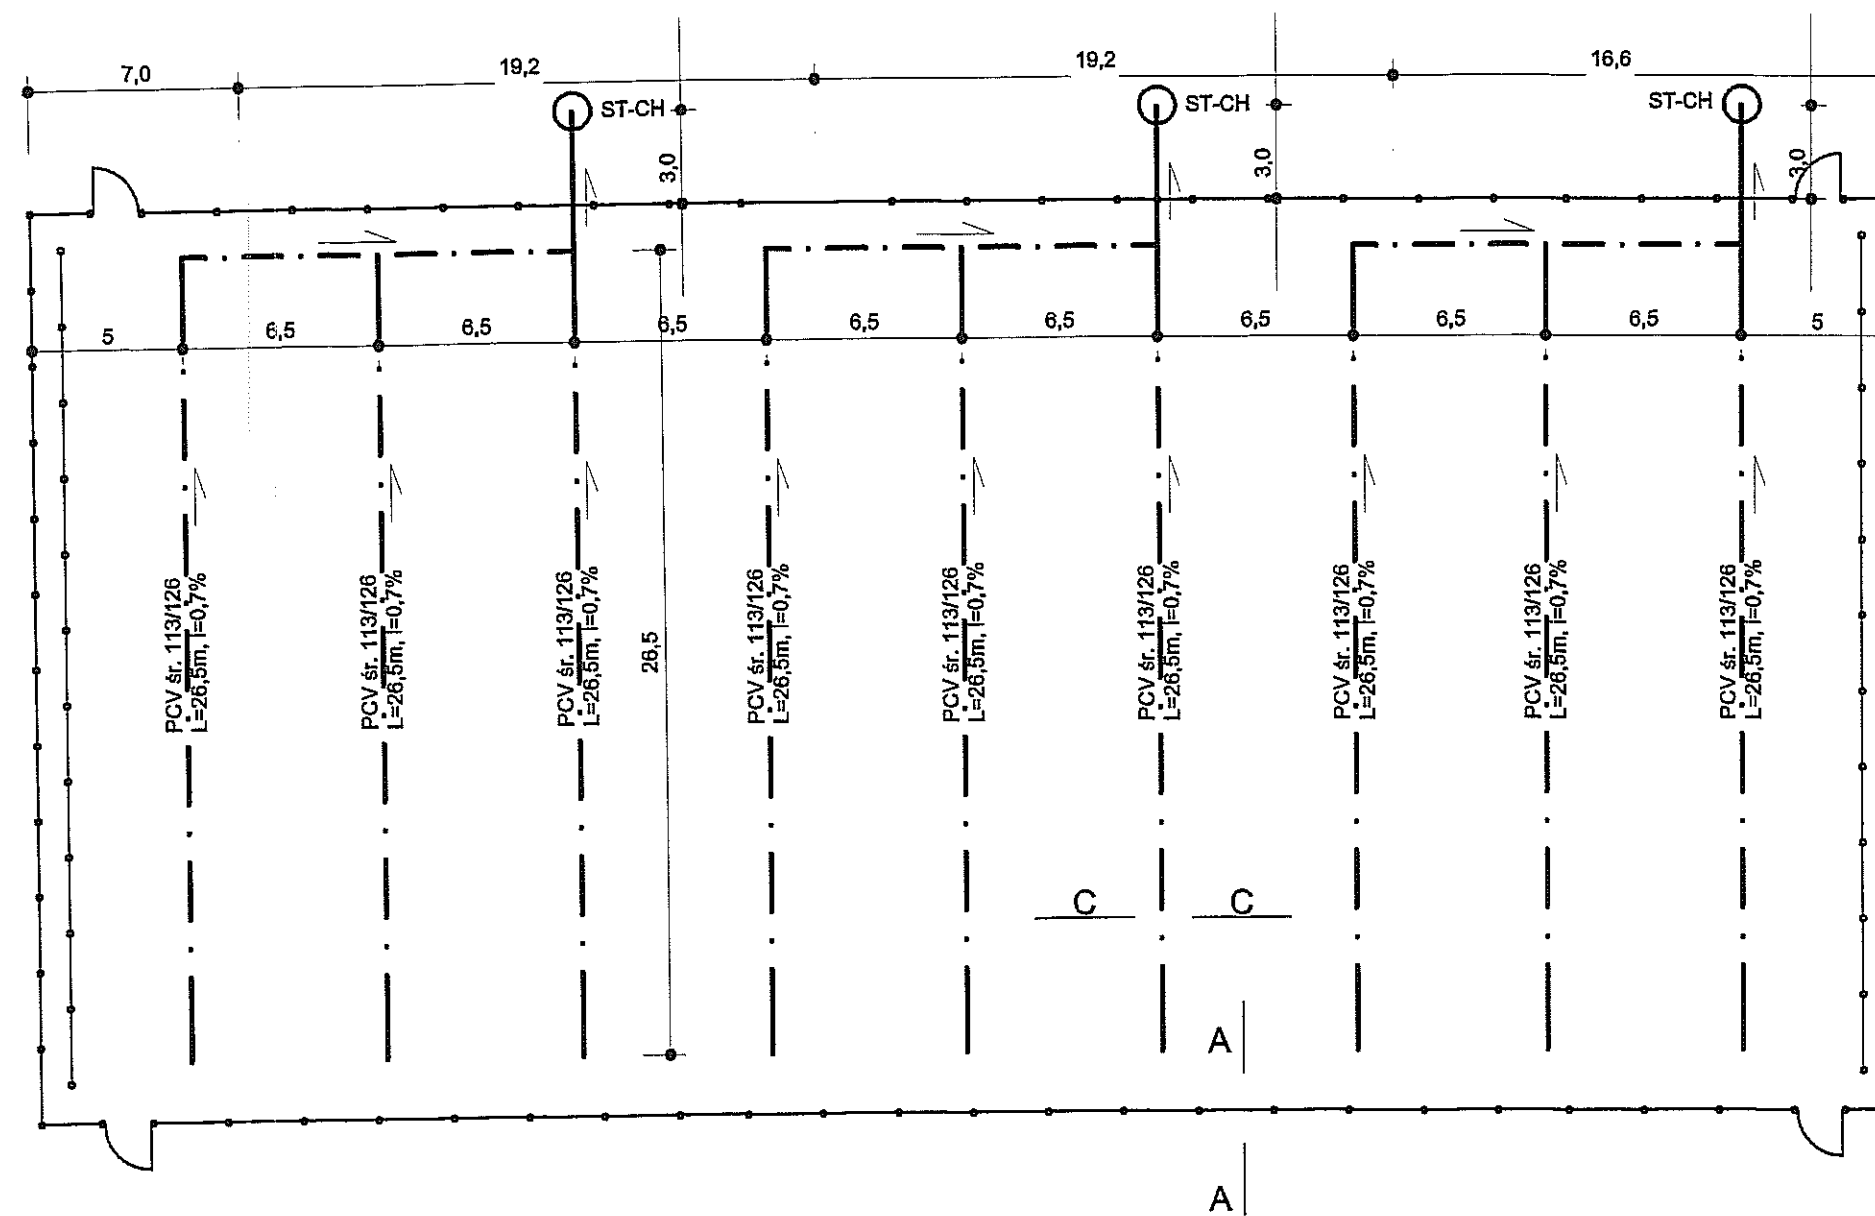 7,0
19,2
19,2
16,6
ST-CH
ST-CH
ST-CH
3,0
3,0
3,0
5
6,5
6,5
6,5
6,5
6,5
6,5
6,5
6,5
5
PCV śr. 113/126
L=26,5m, i=0,7%
PCV śr. 113/126
L=26,5m, i=0,7%
PCV śr. 113/126
L=26,5m, i=0,7%
26,5
PCV śr. 113/126
L=26,5m, i=0,7%
PCV śr. 113/126
L=26,5m, i=0,7%
PCV śr. 113/126
L=26,5m, i=0,7%
PCV śr. 113/126
L=26,5m, i=0,7%
PCV śr. 113/126
L=26,5m, i=0,7%
PCV śr. 113/126
L=26,5m, i=0,7%
C
C
A
A